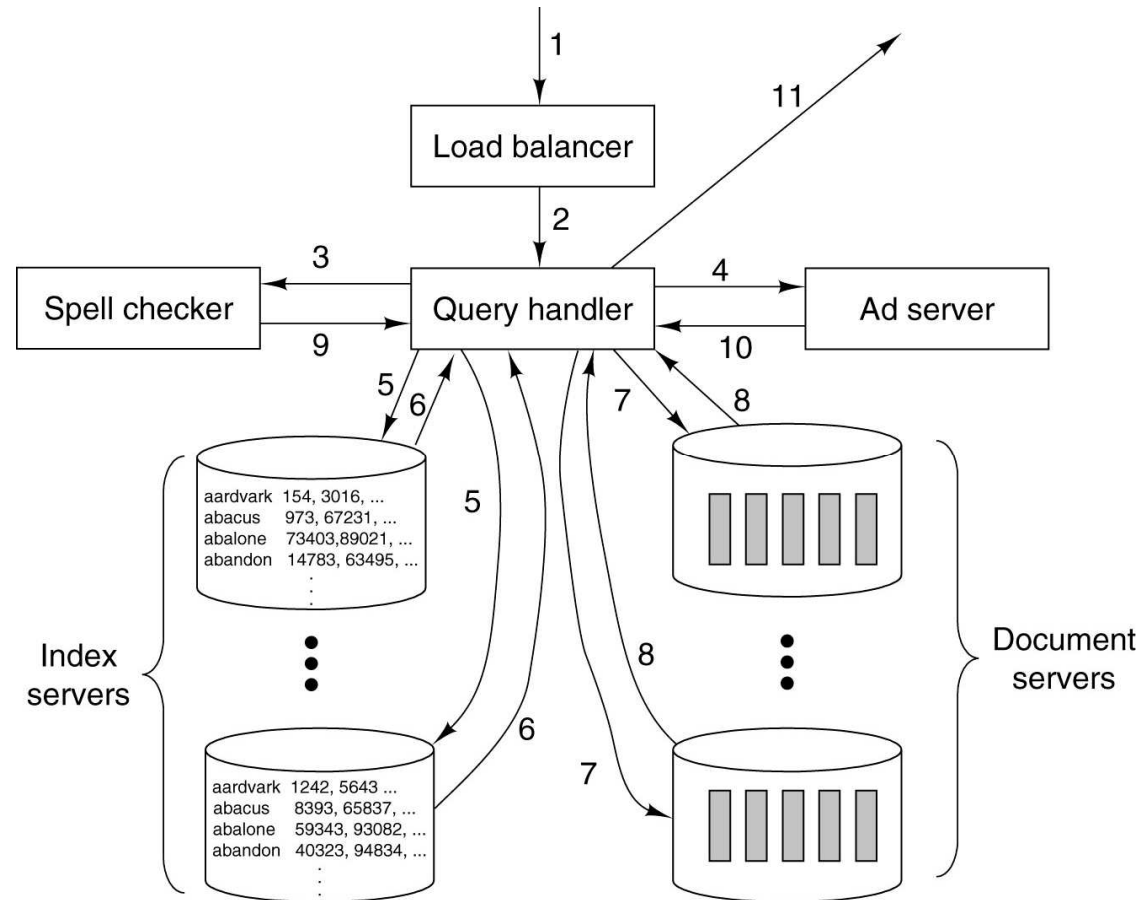 1
11
Load balancer
2
3
4
Spell checker
Query handler
Ad server
9
10
5
6
7
8
aardvark 154, 3016, ...
abacus 973, 67231, ...
abalone 73403,89021, ...
abandon 14783, 63495, ...
5
Index
servers
8
Document
servers
6
7
aardvark 1242, 5643 ...
abacus 8393, 65837, ...
abalone 59343, 93082, ...
abandon 40323, 94834, ...